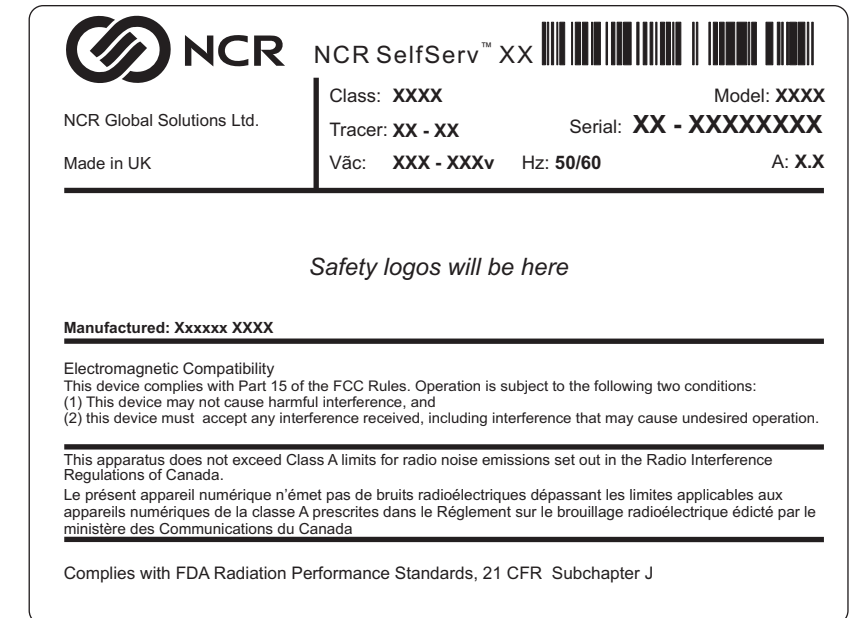 NCR NCR SelfServ™ XX
NCR Global Solutions Ltd.
Made in UK
Class: XXXX Model: XXXX
Tracer: XX - XX Serial: XX - XXXXXXXX
Vãc: XXX - XXXv Hz: 50/60 A: X.X
Safety logos will be here
Manufactured: Xxxxxx XXXX
Electromagnetic Compatibility
This device complies with Part 15 of the FCC Rules. Operation is subject to the following two conditions:
(1) This device may not cause harmful interference, and
(2) this device must accept any interference received, including interference that may cause undesired operation.
This apparatus does not exceed Class A limits for radio noise emissions set out in the Radio Interference
Regulations of Canada.
Le présent appareil numérique n'émet pas de bruits radioélectriques dépassant les limites applicables aux
appareils numériques de la classe A prescrites dans le Réglement sur le brouillage radioélectrique édicté par le
ministère des Communications du Canada
Complies with FDA Radiation Performance Standards, 21 CFR Subchapter J